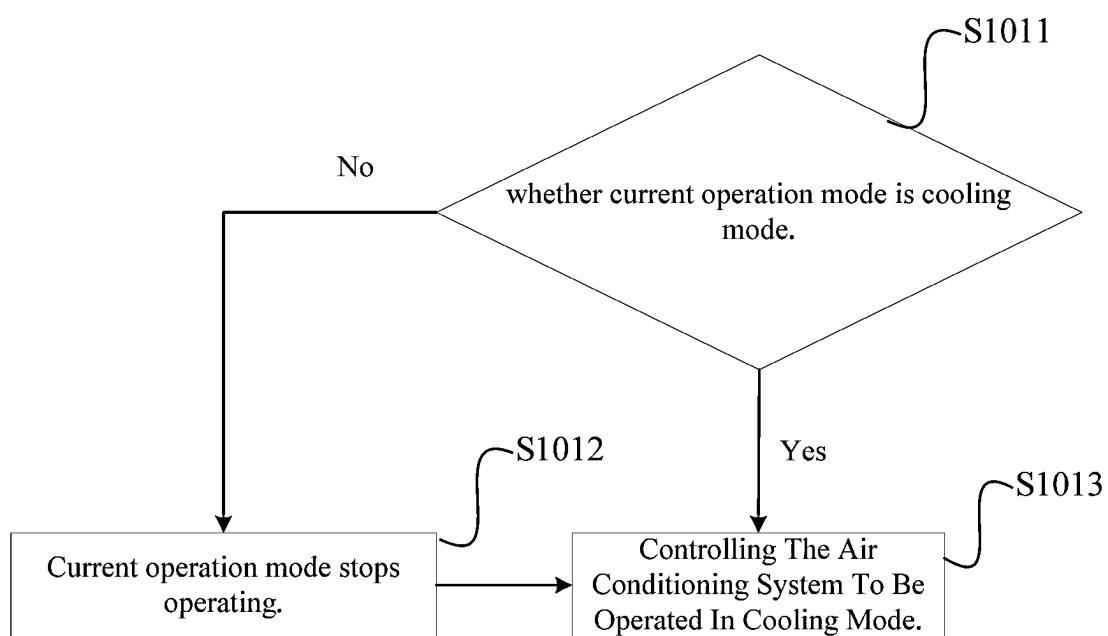 S1011
No
whether current operation mode is cooling
mode.
Yes
S1012
S1013
Current operation mode stops
operating.
Controlling The Air
Conditioning System To Be
Operated In Cooling Mode.